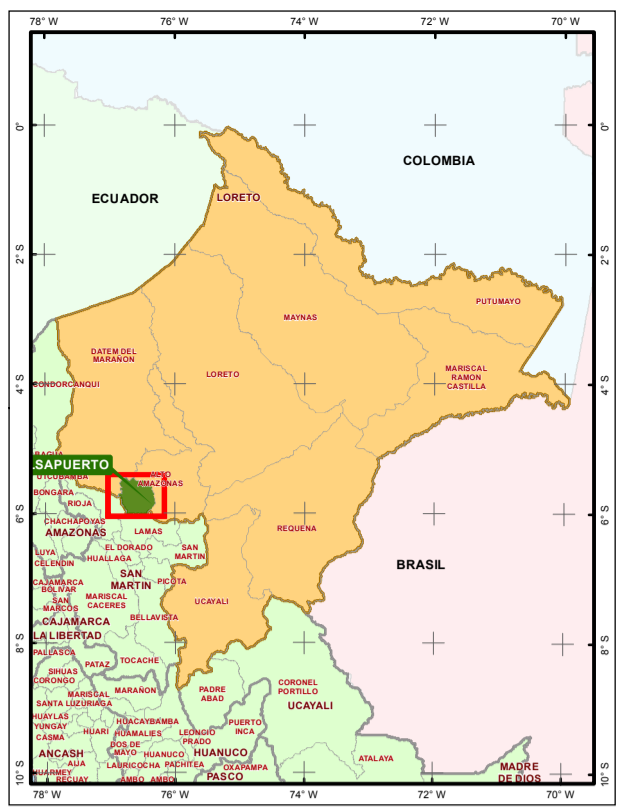 78° W
76° W
74° W
72° W
70° W
0°
0°
COLOMBIA
ECUADOR
LORETO
2° S
2° S
PUTUMAYO
MAYNAS
DATEM DEL
MARAÑON
LORETO
MARISCAL
RAMON
CASTILLA
4° S
4° S
CONDORCANQUI
BAGUA
LSAPUERTO
ALTO
AMAZONAS
UTCUBAMBA
BONGARA
RIOJA
6° S
6° S
CHACHAPOYAS
AMAZONAS
LAMAS
REQUENA
EL DORADO
SAN
MARTIN
LUYA
HUALLAGA
CELENDIN
BRASIL
SAN
MARTIN
PICOTA
CAJAMARCA
BOLIVAR
SAN
MARCOS
MARISCAL
CACERES
UCAYALI
CAJAMARCA
BELLAVISTA
LA LIBERTAD
8° S
8° S
PALLASCA
PATAZ
TOCACHE
SIHUAS
CORONGO
MARISCAL
LUZURIAGA
MARAÑON
PADRE
ABAD
CORONEL
PORTILLO
SANTA
UCAYALI
HUAYLAS
YUNGAY
CASMA
HUACAYBAMBA
HUARI
HUAMALIES
LEONCIO
PRADO
PUERTO
INCA
DOS DE
MAYO
ANCASH
HUANUCO
HUANUCO
ATALAYA
AIJA
LAURICOCHA
PACHITEA
OXAPAMPA
MADRE
DE DIOS
HUARMEY
RECUAY
AMBO
AMBO
PASCO
10° S
10° S
78° W
76° W
74° W
72° W
70° W